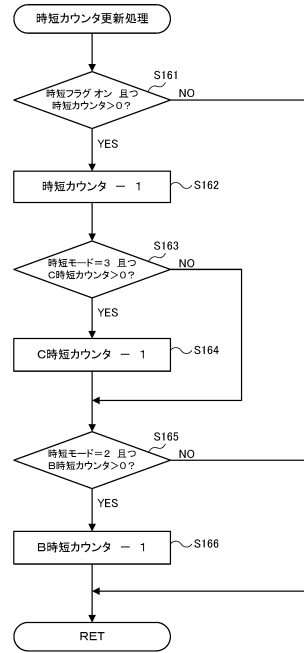 時短カウンタ更新処理
S161
時短フラグ オン 且つ
時短カウンタ>0?
NO
YES
時短カウンタ － 1
S162
S163
時短モード=3 且つ
C時短カウンタ>0?
NO
YES
C時短カウンタ － 1
S164
S165
時短モード=2 且つ
B時短カウンタ>0?
NO
YES
B時短カウンタ － 1
S166
RET